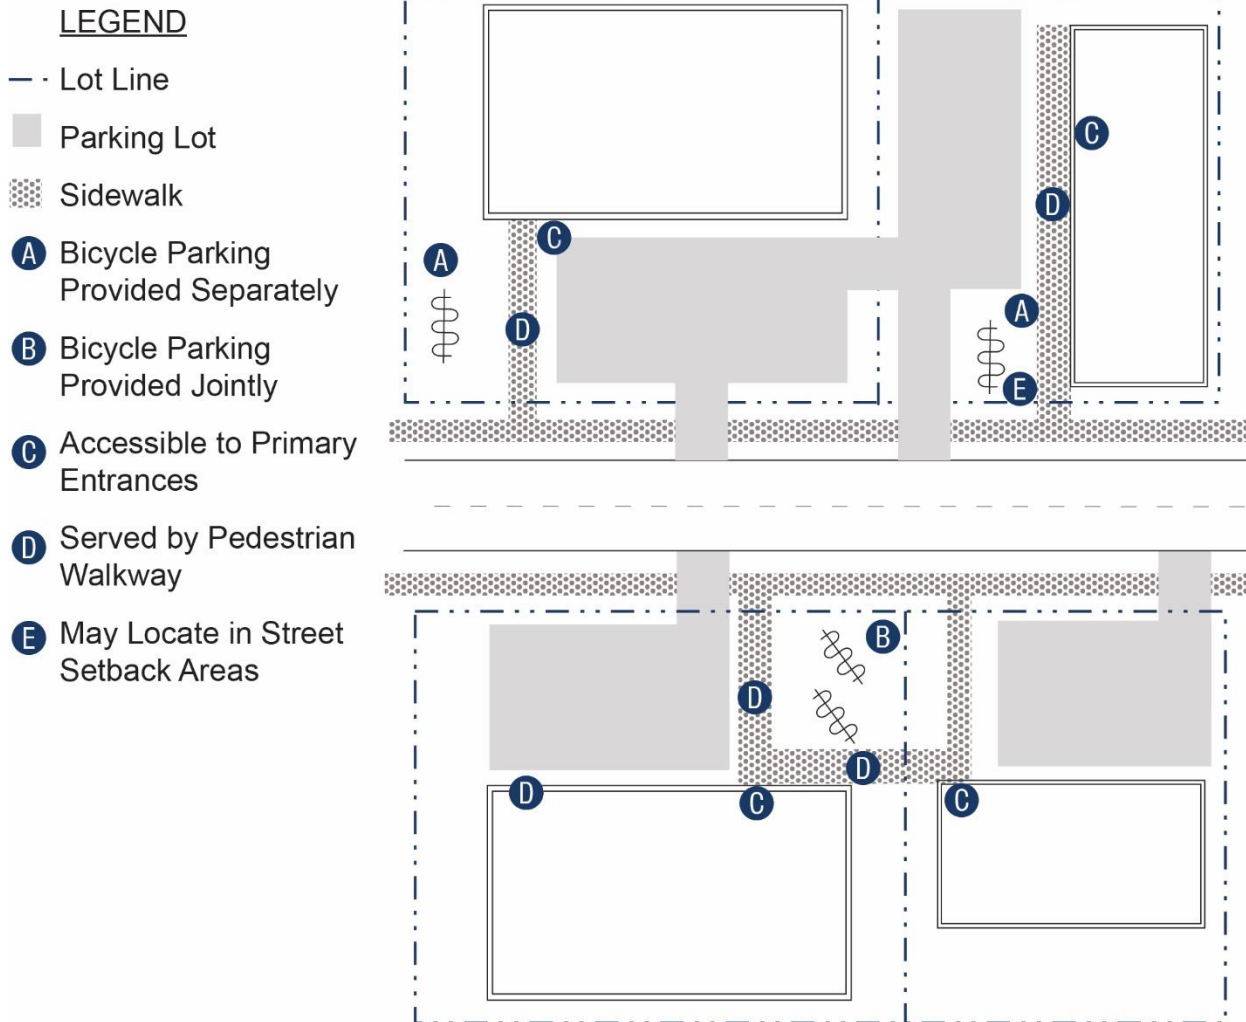 LEGEND
Lot Line
Parking Lot
Sidewalk
A Bicycle Parking
Provided Separately
B Bicycle Parking
Provided Jointly
C Accessible to Primary
Entrances
D Served by Pedestrian
Walkway
E May Locate in Street
Setback Areas
C
D
C
A
A
D
E
B
D
D
D
C
C